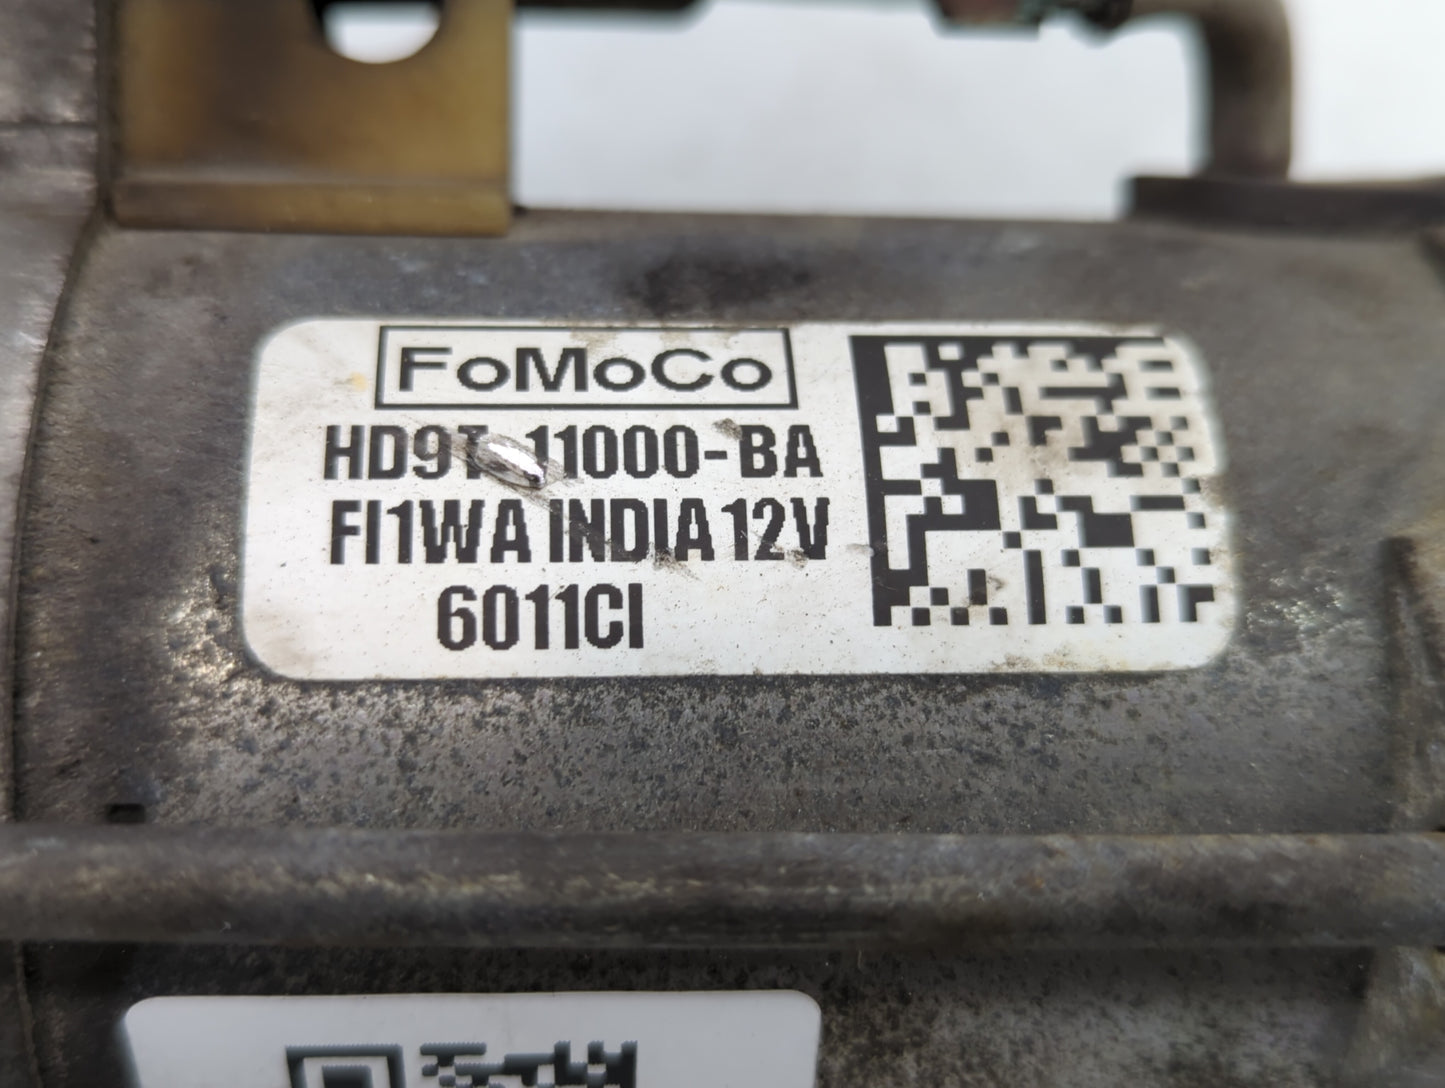 FoMoCo
HD9T-11000-BA
FI1WA INDIA 12V
6011CI